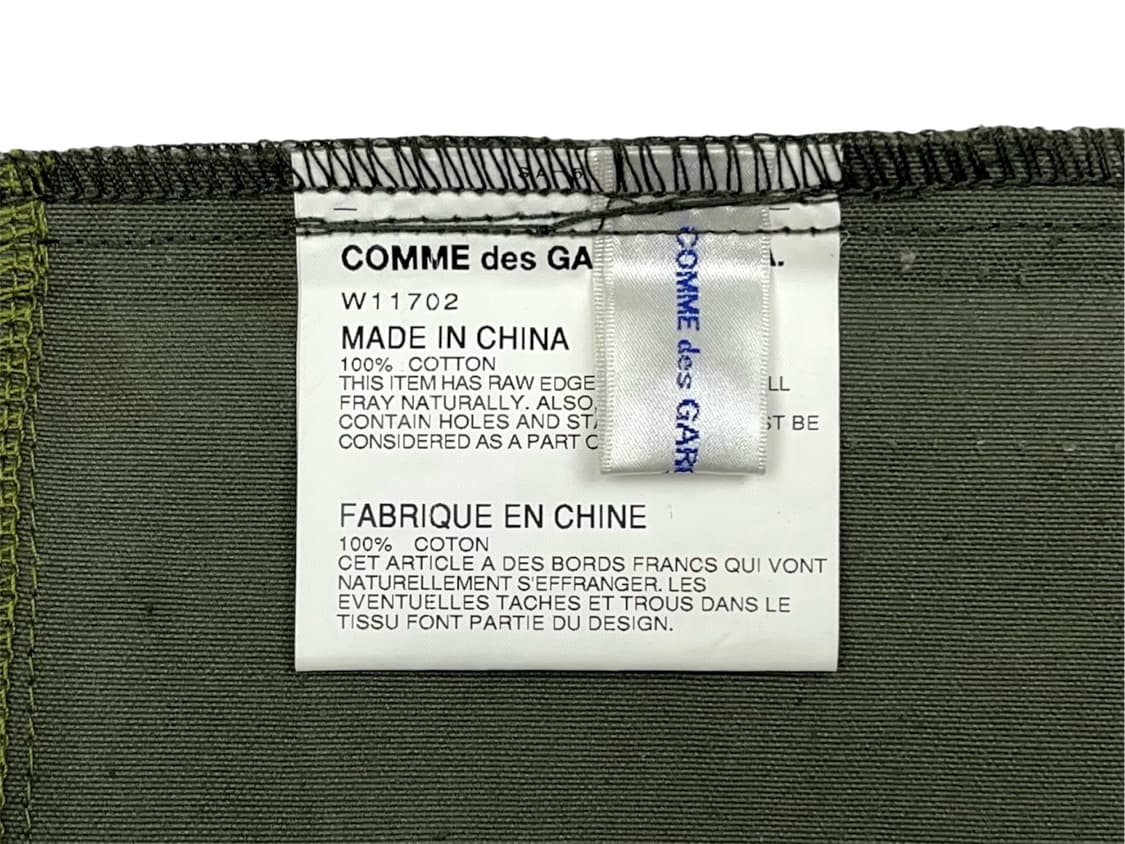 COMME des GA
W11702
MADE IN CHINA
100% COTTON
THIS ITEM HAS RAW EDGE LL
FRAY NATURALLY. ALSO,
CONTAIN HOLES AND ST BE
CONSIDERED AS A PART
COMME des GAR
FABRIQUE EN CHINE
100% COTON
CET ARTICLE A DES BORDS FRANCS QUI VONT
NATURELLEMENT S'EFFRANGER. LES
EVENTUELLES TACHES ET TROUS DANS LE
TISSU FONT PARTIE DU DESIGN.